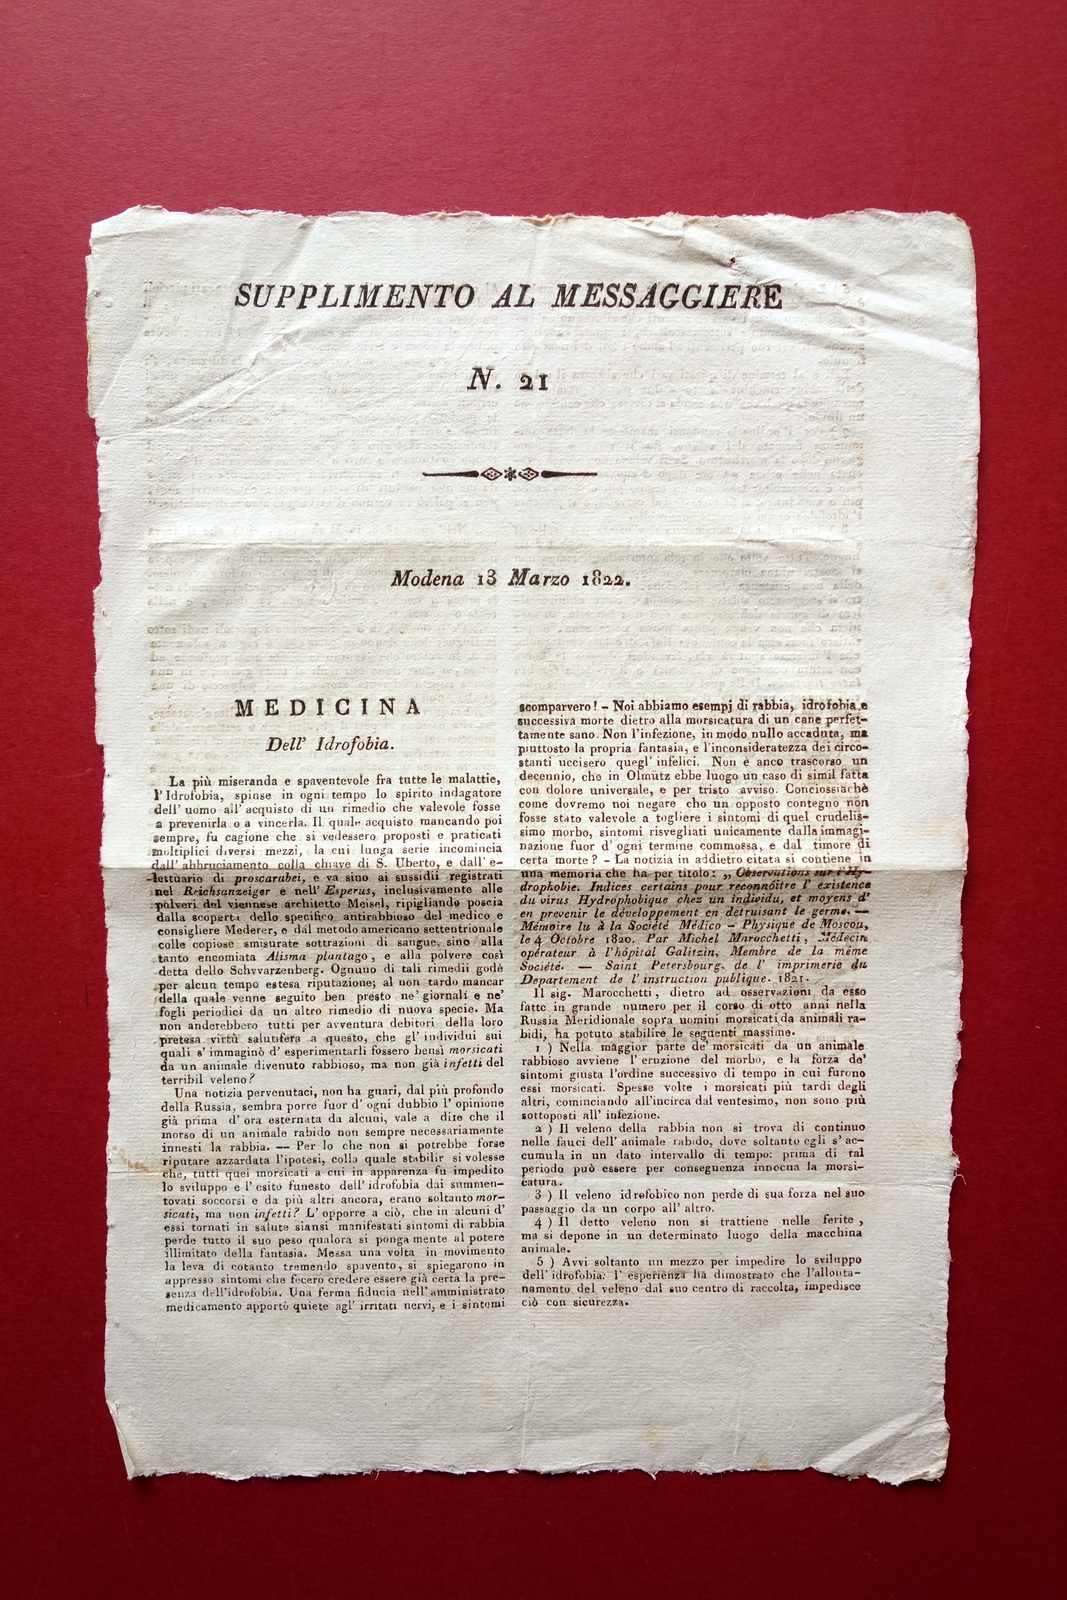 SUPPLIMENTO AL MESSAGGIERE
N. 21
Modena 13 Marzo 1822.
MEDICINA
Dell' Idrofobia.
La più miseranda e spaventevole fra tutte le malattie,
l'Idrofobia, spinse in ogni tempo lo spirito indagatore
dell' uomo all' acquisto di un rimedio che valevole fosse
a prevenirla o a vincerla. Il quale acquisto mancando poi
sempre, fu cagione che si vedessero proposti e praticati
moltiplici diversi mezzi, la cui lunga serie incomincia
dall' abbruciamento colla chiave di S. Uberto, e dall' e-
lettuario di proscarabei, e va sino ai sussidii registrati
nel Reichsanzeiger e nell' Esperus, inclusivamente alle
polveri del viennese architetto Meisel, ripigliando poscia
dalla scoperta dello specifico antirabbioso del medico e
consigliere Mederer, e dal metodo americano settentrionale
colle copiose smisurate sottrazioni di sangue, sino alla
tanto encomiata Alisma plantago, e alla polvere così
detta dello Schvvarzenberg. Ognuno di tali rimedii godè
per alcun tempo estesa riputazione; al non tardo mancar
della quale venne seguito ben presto ne' giornali e ne'
fogli periodici da un altro rimedio di nuova specie. Ma
non anderebbero tutti per avventura debitori della loro
pretesa virtù salutifera a questo, che gl' individui sui
quali s' immaginò d' esperimentarli fossero bensì morsicati
da un animale divenuto rabbioso, ma non già infetti del
terribil veleno?
Una notizia pervenutaci, non ha guari, dal più profondo
della Russia, sembra porre fuor d' ogni dubbio l' opinione
già prima d' ora esternata da alcuni, vale a dire che il
morso di un animale rabido non sempre necessariamente
innesti la rabbia. — Per lo che non si potrebbe forse
riputare azzardata l'ipotesi, colla quale stabilir si volesse
che, tutti quei morsicati a cui in apparenza fu impedito
lo sviluppo e l' esito funesto dell' idrofobia dai summen-
tovati soccorsi e da più altri ancora, erano soltanto mor-
sicati, ma non infetti? L' opporre a ciò, che in alcuni d'
essi tornati in salute siansi manifestati sintomi di rabbia
perde tutto il suo peso qualora si ponga mente al potere
illimitato della fantasia. Messa una volta in movimento
la leva di cotanto tremendo spavento, si spiegarono in
appresso sintomi che fecero credere essere già certa la pre-
senza dell'idrofobia. Una ferma fiducia nell' amministrato
medicamento apportò quiete agl' irritati nervi, e i sintomi
scomparvero! - Noi abbiamo esempj di rabbia, idrofobia e
successiva morte dietro alla morsicatura di un cane perfet-
tamente sano. Non l'infezione, in modo nullo accaduta, ma
piuttosto la propria fantasia, e l'inconsideratezza dei circo-
stanti uccisero quegl' infelici. Non è anco trascorso un
decennio, che in Olmütz ebbe luogo un caso di simil fatta
con dolore universale, e per tristo avviso. Conciossiachè
come dovremo noi negare cho un opposto contegno non
fosse stato valevole a togliere i sintomi di quel crudelis-
simo morbo, sintomi risvegliati unicamente dalla immagi-
nazione fuor d' ogni termine commossa, e dal timore di
certa morte? - La notizia in addietro citata si contiene in
una memoria che ha per titolo: „ Observations sur l' Hy-
drophobie. Indices certains pour reconnôitre l' existence
du virus Hydrophobique chez un individu, et moyens d'
en prevenir le développement en detruisant le germe. —
Mémoire lu à la Société Médico - Physique de Moscou,
le 4 Octobre 1820. Par Michel Marocchetti, Médecin
opérateur à l'hôpital Galitzin, Membre de la même
Société. — Saint Petersbourg, de l' imprimerie du
Departement de l' instruction publique. 1821.
Il sig. Marocchetti, dietro ad osservazioni da esso
fatte in grande numero per il corso di otto anni nella
Russia Meridionale sopra uomini morsicati da animali ra-
bidi, ha potuto stabilire le seguenti massime.
1 ) Nella maggior parte de' morsicati da un animale
rabbioso avviene l' eruzione del morbo, e la forza de'
sintomi giusta l'ordine successivo di tempo in cui furono
essi morsicati. Spesse volte i morsicati più tardi degli
altri, cominciando all'incirca dal ventesimo, non sono più
sottoposti all' infezione.
2 ) Il veleno della rabbia non si trova di continuo
nelle fauci dell' animale rabido, dove soltanto egli s' ac-
cumula in un dato intervallo di tempo: prima di tal
periodo può essere per conseguenza innocua la morsi-
catura.
3 ) Il veleno idrofobico non perde di sua forza nel suo
passaggio da un corpo all' altro.
4 ) Il detto veleno non si trattiene nelle ferite,
ma si depone in un determinato luogo della macchina
animale.
5 ) Avvi soltanto un mezzo per impedire lo sviluppo
dell' idrofobia: l' esperienza ha dimostrato che l'allonta-
namento del veleno dal suo centro di raccolta, impedisce
ciò con sicurezza.